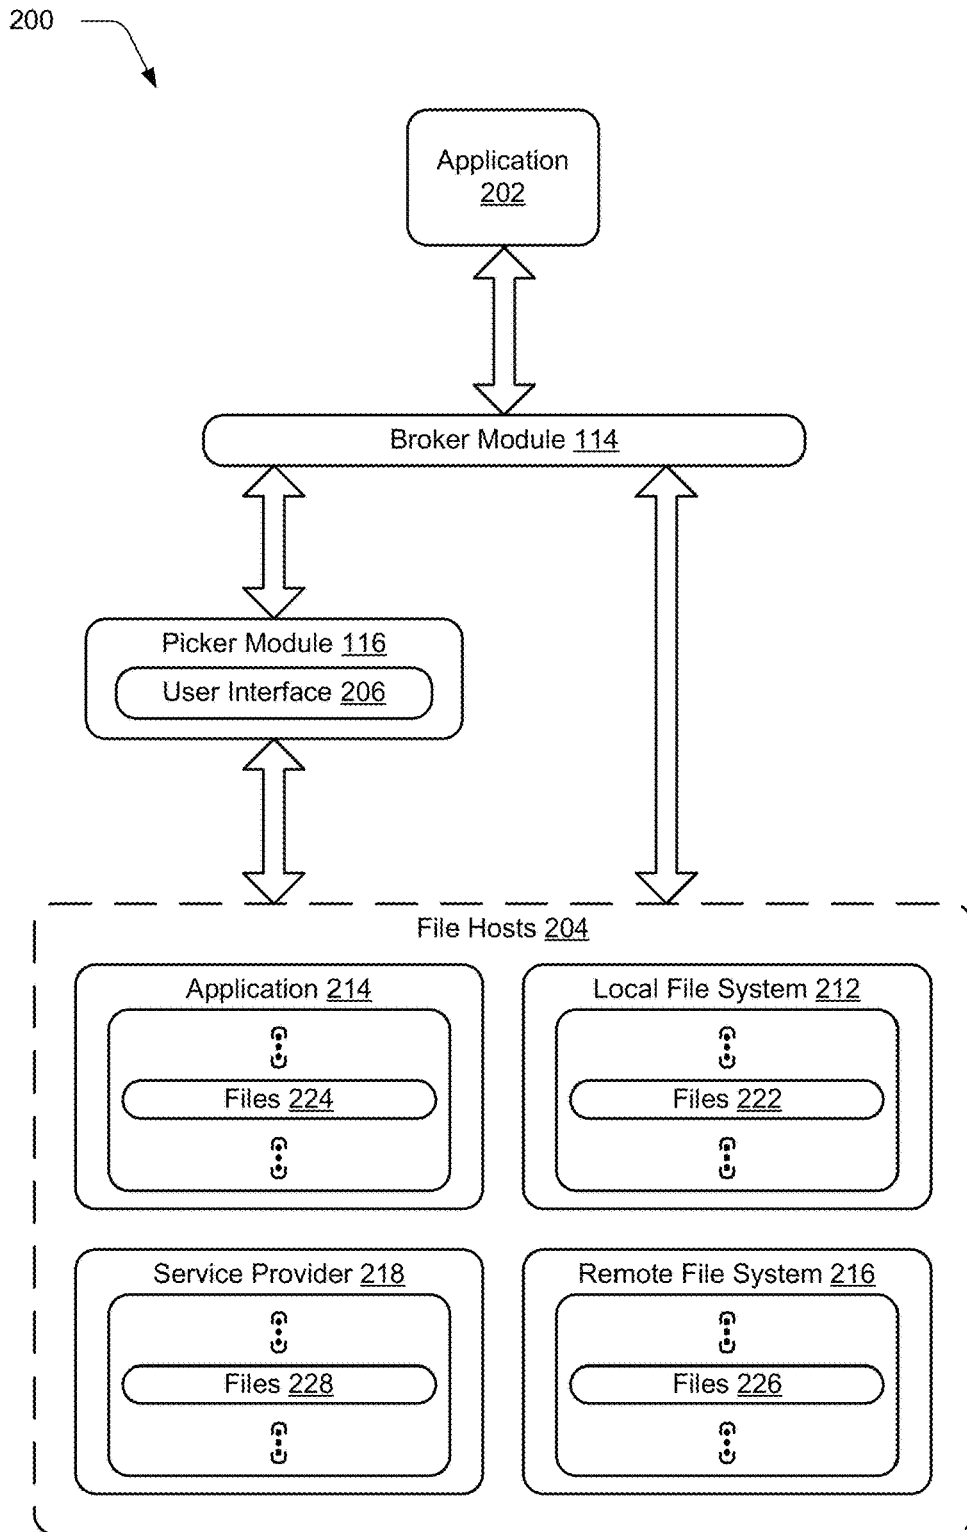 200
Application
202
Broker Module 114
Picker Module 116
User Interface 206
File Hosts 204
Application 214
Files 224
Local File System 212
Files 222
Service Provider 218
Files 228
Remote File System 216
Files 226